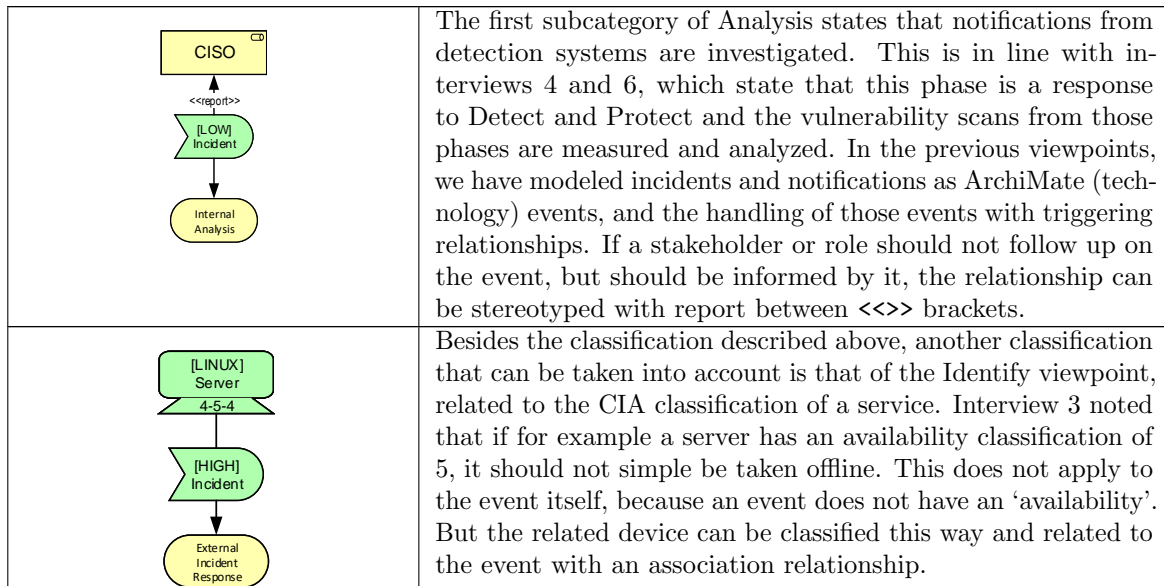 CISO
<<report>>
[LOW]
Incident
Internal
Analysis
The first subcategory of Analysis states that notifications from
detection systems are investigated. This is in line with in-
terviews 4 and 6, which state that this phase is a response
to Detect and Protect and the vulnerability scans from those
phases are measured and analyzed. In the previous viewpoints,
we have modeled incidents and notifications as ArchiMate (tech-
nology) events, and the handling of those events with triggering
relationships. If a stakeholder or role should not follow up on
the event, but should be informed by it, the relationship can
be stereotyped with report between <<>> brackets.
[LINUX]
Server
4-5-4
[HIGH]
Incident
External
Incident
Response
Besides the classification described above, another classification
that can be taken into account is that of the Identify viewpoint,
related to the CIA classification of a service. Interview 3 noted
that if for example a server has an availability classification of
5, it should not simple be taken offline. This does not apply to
the event itself, because an event does not have an ‘availability’.
But the related device can be classified this way and related to
the event with an association relationship.